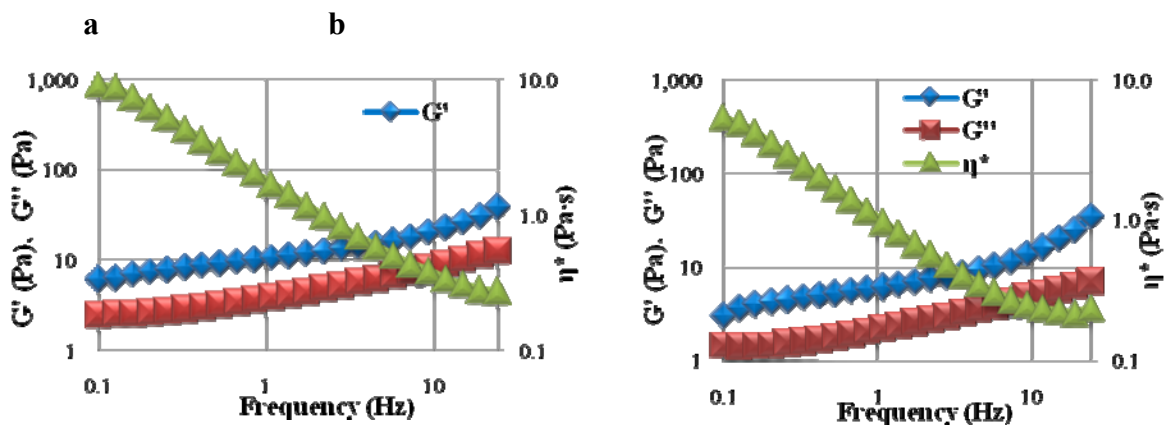 a b
1,000
100
10
1
0.1 1 10
Frequency (Hz)
G' (Pa)、G'' (Pa)
10.0
1.0
0.1
η* (Pa·s)
G'
1,000
100
10
1
0.1 1 10
Frequency (Hz)
G' (Pa)、G'' (Pa)
10.0
1.0
0.1
η* (Pa·s)
G'
G''
η*